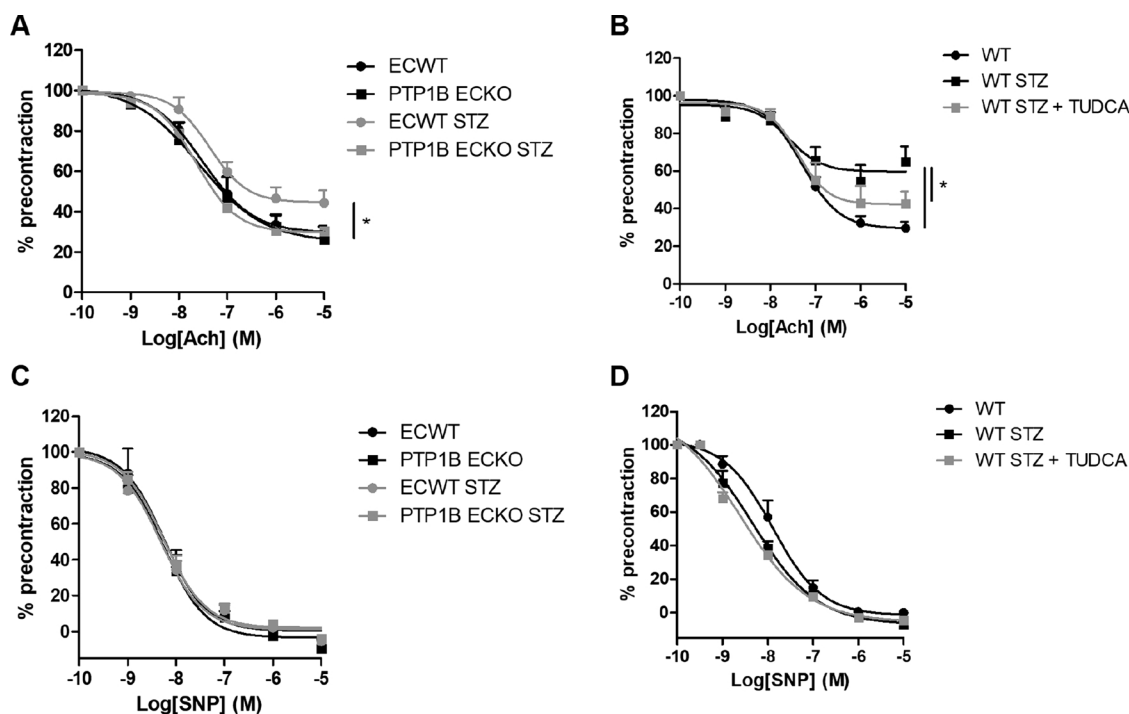 A
120
100
80
60
40
20
0
% precontraction
-10 -9 -8 -7 -6 -5
Log[Ach] (M)
ECWT
PTP1B ECKO
ECWT STZ
PTP1B ECKO STZ
*
B
120
100
80
60
40
20
0
% precontraction
-10 -9 -8 -7 -6 -5
Log[Ach] (M)
WT
WT STZ
WT STZ + TUDCA
*
C
120
100
80
60
40
20
0
% precontraction
-10 -9 -8 -7 -6 -5
Log[SNP] (M)
ECWT
PTP1B ECKO
ECWT STZ
PTP1B ECKO STZ
D
120
100
80
60
40
20
0
% precontraction
-10 -9 -8 -7 -6 -5
Log[SNP] (M)
WT
WT STZ
WT STZ + TUDCA